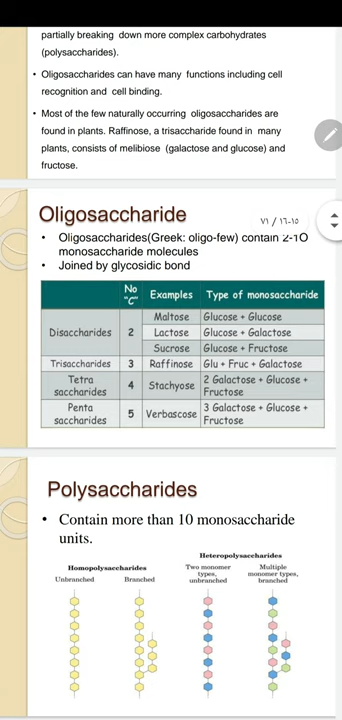 partially breaking down more complex carbohydrates
(polysaccharides).
• Oligosaccharides can have many functions including cell
recognition and cell binding.
• Most of the few naturally occurring oligosaccharides are
found in plants. Raffinose, a trisaccharide found in many
plants, consists of melibiose (galactose and glucose) and
fructose.
Oligosaccharide
٧١ / ١٦-١٥
• Oligosaccharides(Greek: oligo-few) contain 2-10
monosaccharide molecules
• Joined by glycosidic bond
No "C" Examples Type of monosaccharide
Disaccharides 2 Maltose Glucose + Glucose
Lactose Glucose + Galactose
Sucrose Glucose + Fructose
Trisaccharides 3 Raffinose Glu + Fruc + Galactose
Tetra saccharides 4 Stachyose 2 Galactose + Glucose + Fructose
Penta saccharides 5 Verbascose 3 Galactose + Glucose + Fructose
Polysaccharides
• Contain more than 10 monosaccharide
units.
Homopolysaccharides
Unbranched Branched
Heteropolysaccharides
Two monomer types, unbranched
Multiple monomer types, branched